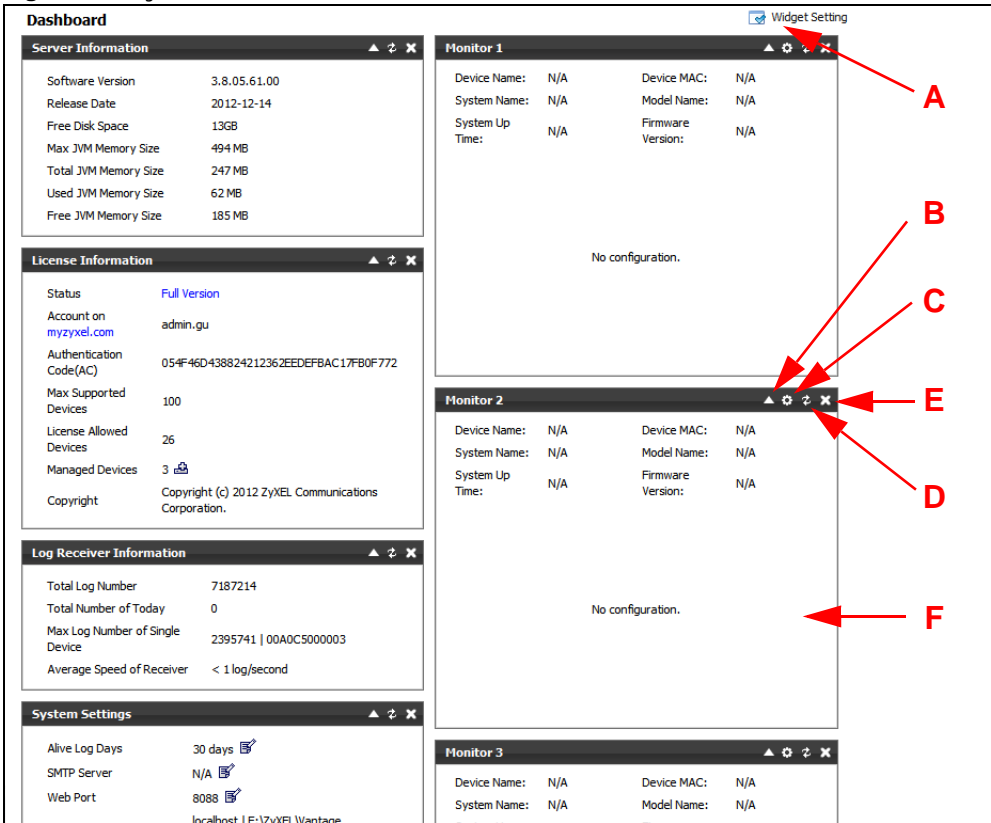 Dashboard
Widget Setting
Server Information
Software Version 3.8.05.61.00
Release Date 2012-12-14
Free Disk Space 13GB
Max JVM Memory Size 494 MB
Total JVM Memory Size 247 MB
Used JVM Memory Size 62 MB
Free JVM Memory Size 185 MB
License Information
Status Full Version
Account on
myzyxel.com
admin.gu
Authentication
Code(AC)
054F46D438824212362EEDEFBAC17FB0F772
Max Supported
Devices
100
License Allowed
Devices
26
Managed Devices 3
Copyright
Copyright (c) 2012 ZyXEL Communications
Corporation.
Log Receiver Information
Total Log Number 7187214
Total Number of Today 0
Max Log Number of Single
Device
2395741 | 00A0C5000003
Average Speed of Receiver < 1 log/second
System Settings
Alive Log Days 30 days
SMTP Server N/A
Web Port 8088
localhost | E:\ZyXEL\Vantage
Monitor 1
Device Name: N/A Device MAC: N/A
System Name: N/A Model Name: N/A
System Up
Time:
N/A
Firmware
Version:
N/A
No configuration.
Monitor 2
Device Name: N/A Device MAC: N/A
System Name: N/A Model Name: N/A
System Up
Time:
N/A
Firmware
Version:
N/A
No configuration.
Monitor 3
Device Name: N/A Device MAC: N/A
System Name: N/A Model Name: N/A
A
B
C
E
D
F